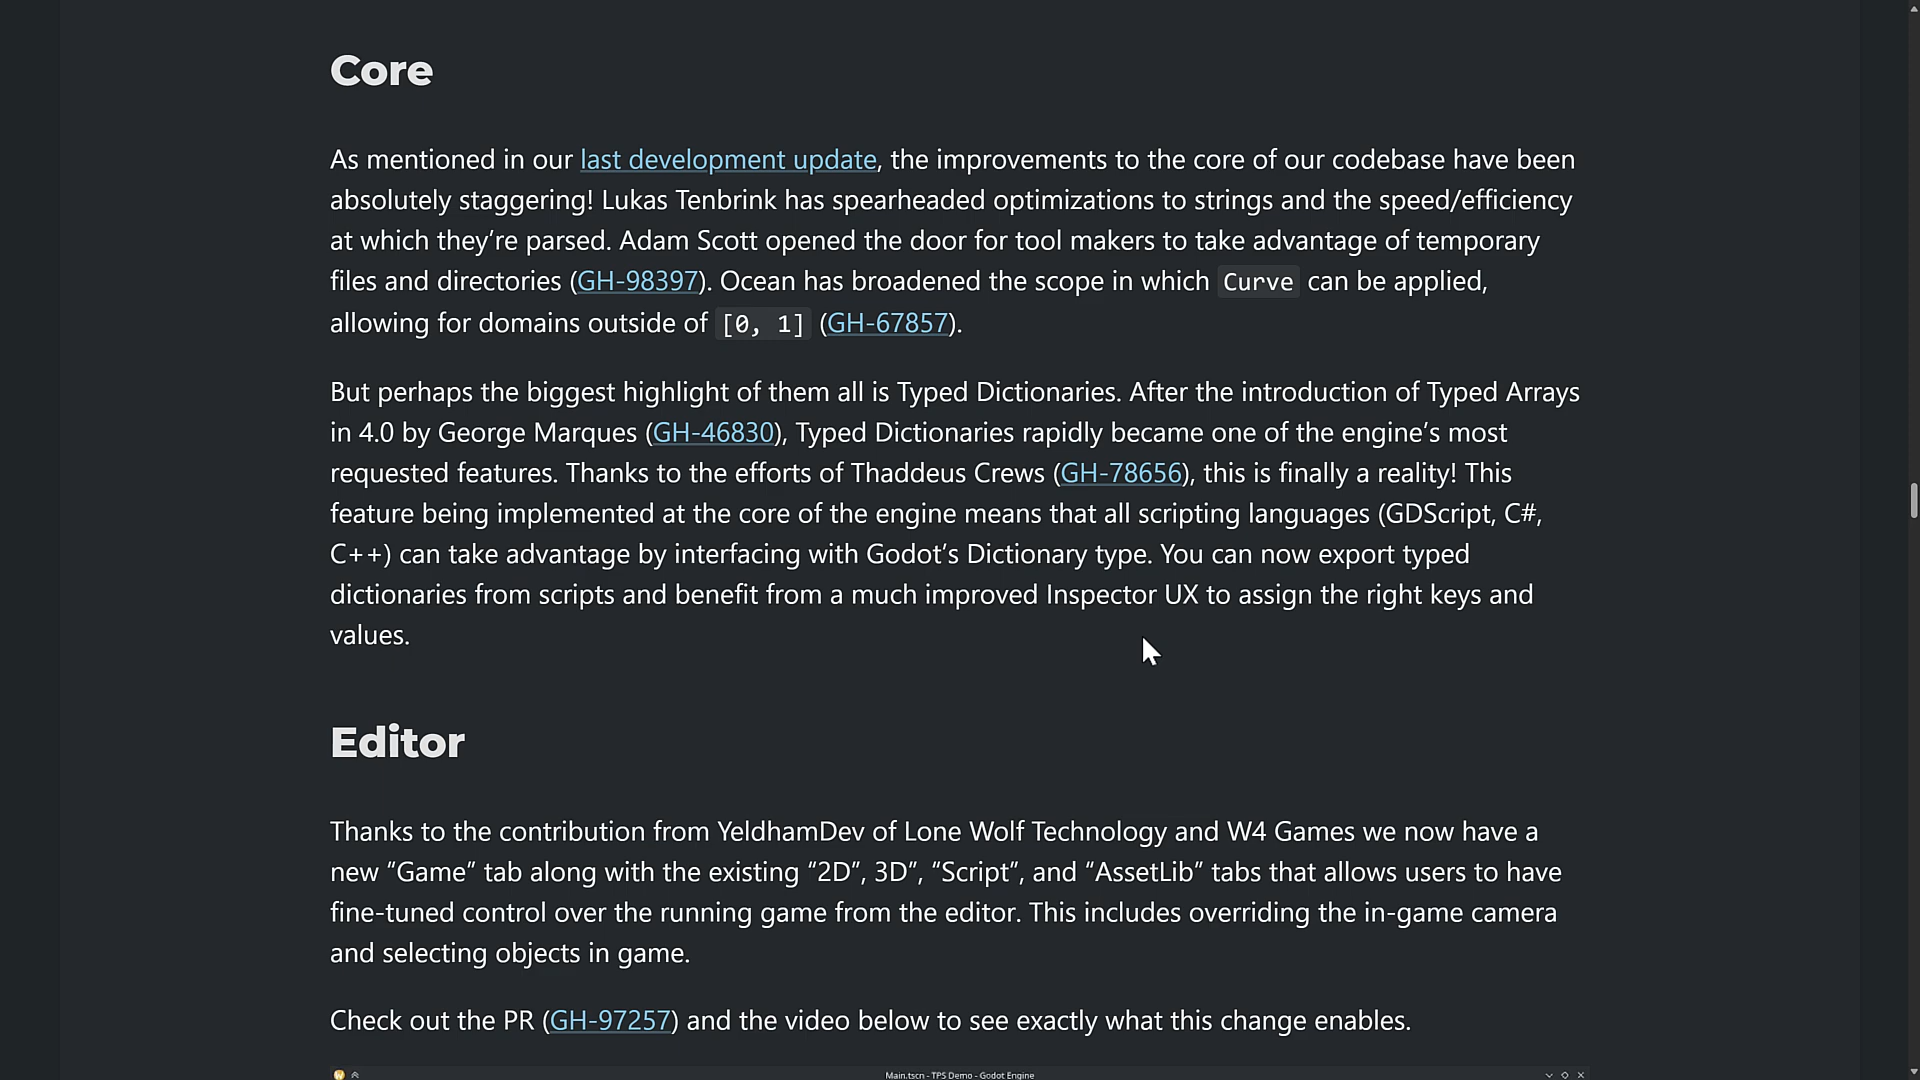 Core
As mentioned in our last development update, the improvements to the core of our codebase have been
absolutely staggering! Lukas Tenbrink has spearheaded optimizations to strings and the speed/efficiency
at which they’re parsed. Adam Scott opened the door for tool makers to take advantage of temporary
files and directories (GH-98397). Ocean has broadened the scope in which Curve can be applied,
allowing for domains outside of [0, 1] (GH-67857).
But perhaps the biggest highlight of them all is Typed Dictionaries. After the introduction of Typed Arrays
in 4.0 by George Marques (GH-46830), Typed Dictionaries rapidly became one of the engine’s most
requested features. Thanks to the efforts of Thaddeus Crews (GH-78656), this is finally a reality! This
feature being implemented at the core of the engine means that all scripting languages (GDScript, C#,
C++) can take advantage by interfacing with Godot’s Dictionary type. You can now export typed
dictionaries from scripts and benefit from a much improved Inspector UX to assign the right keys and
values.
Editor
Thanks to the contribution from YeldhamDev of Lone Wolf Technology and W4 Games we now have a
new “Game” tab along with the existing “2D”, 3D”, “Script”, and “AssetLib” tabs that allows users to have
fine-tuned control over the running game from the editor. This includes overriding the in-game camera
and selecting objects in game.
Check out the PR (GH-97257) and the video below to see exactly what this change enables.
Main.tscn - TPS Demo - Godot Engine